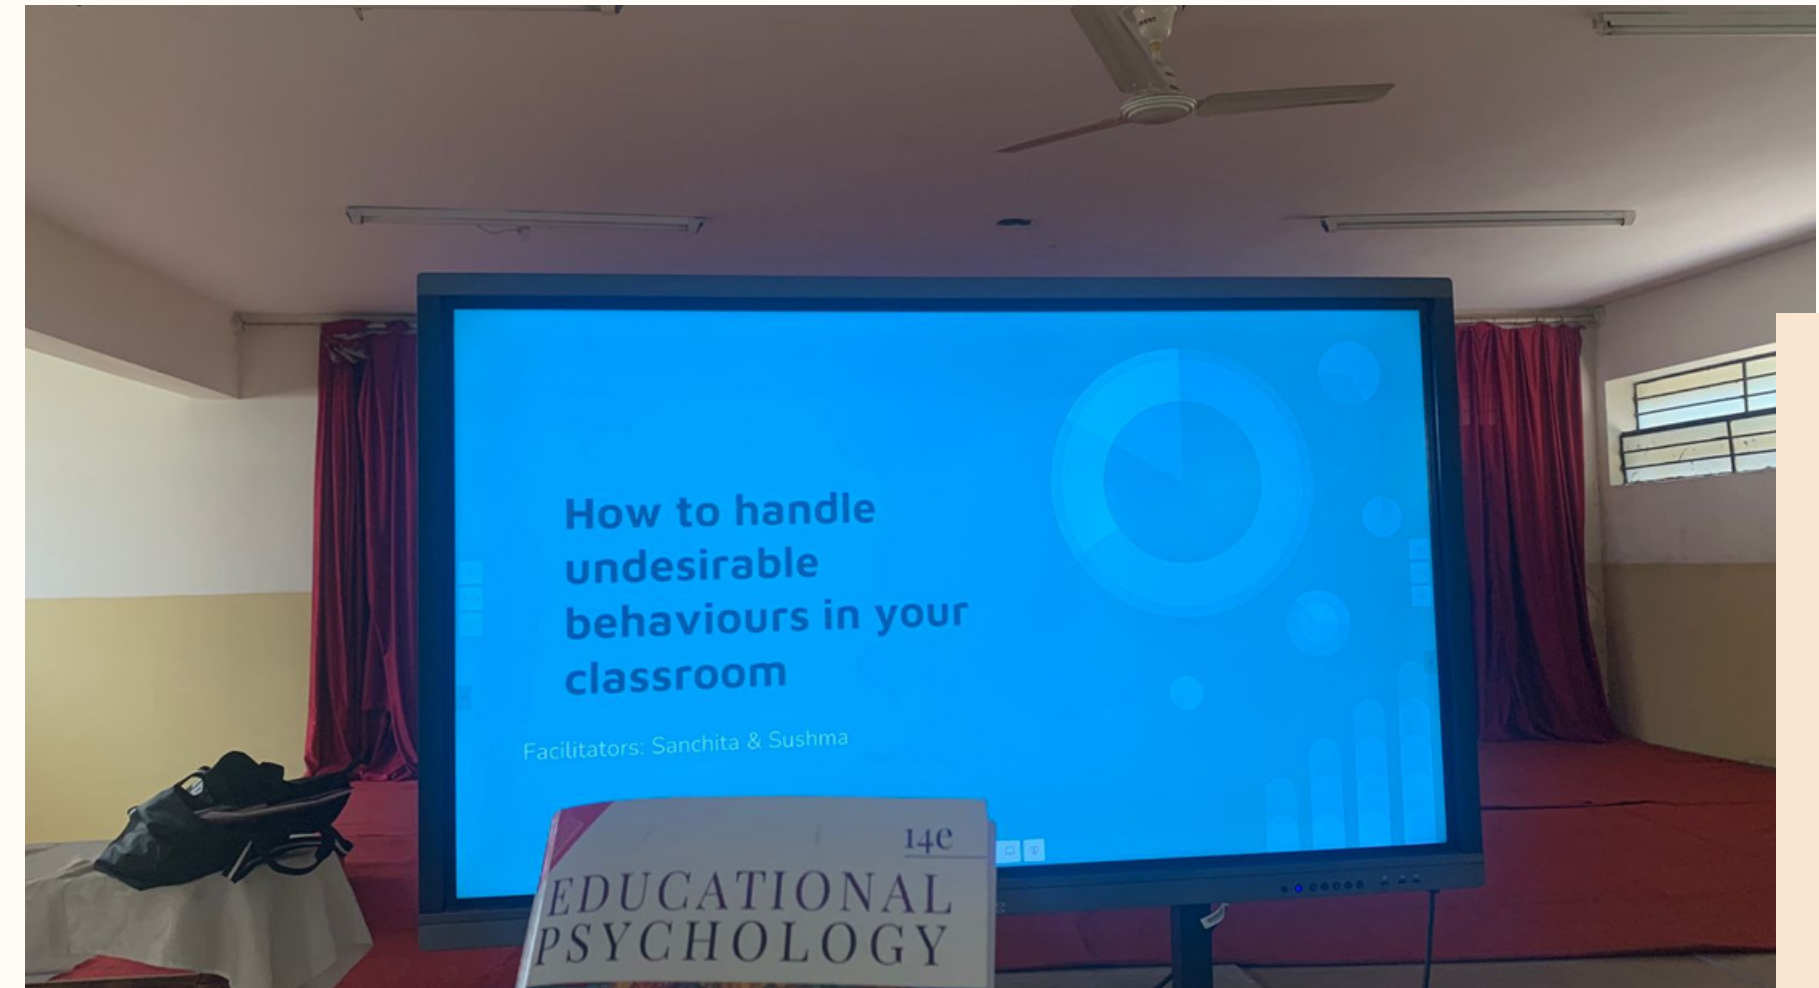 How to handle
undesirable
behaviours in your
classroom
Facilitators: Sanchita & Sushma
14e
EDUCATIONAL
PSYCHOLOGY